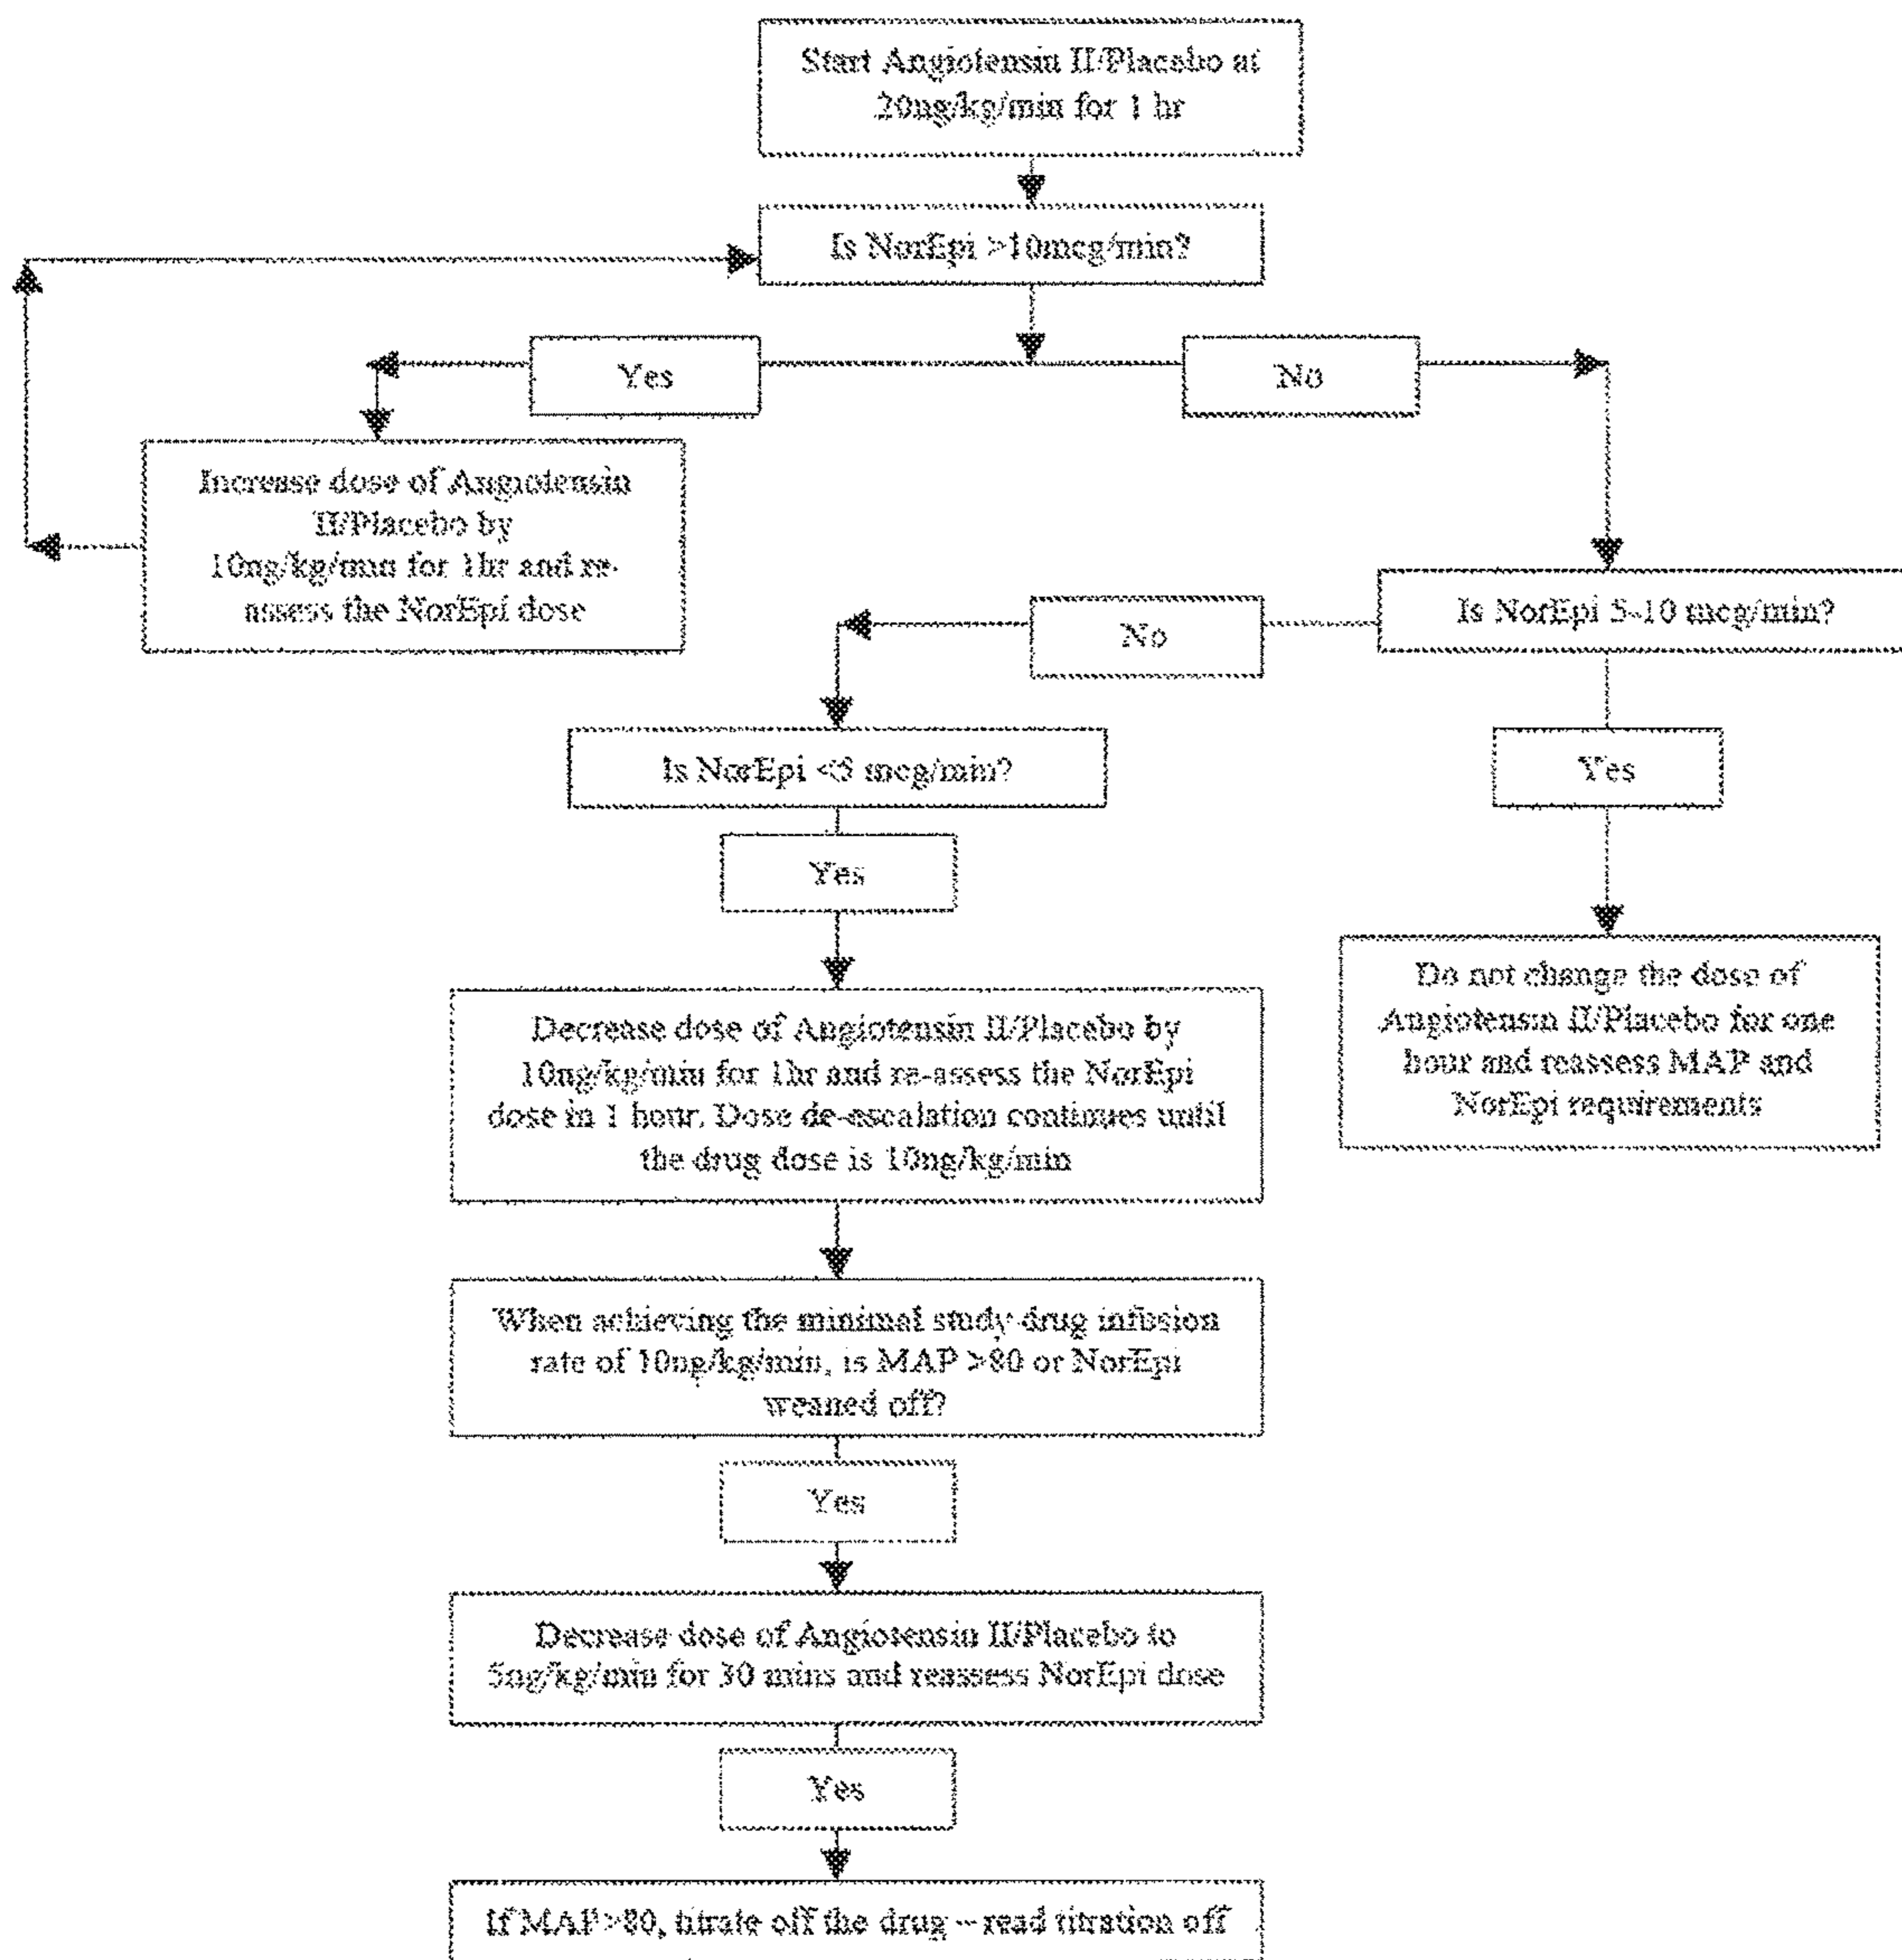 Start Angiotensin II/Placebo at
20ng/kg/min for 1 hr
Is NorEpi >10mcg/min?
Yes
No
Increase dose of Angiotensin
II/Placebo by
10ng/kg/min for 1hr and re-
assess the NorEpi dose
Is NorEpi 5-10 mcg/min?
No
Yes
Is NorEpi <5 mcg/min?
Yes
Do not change the dose of
Angiotensin II/Placebo for one
hour and reassess MAP and
NorEpi requirements
Decrease dose of Angiotensin II/Placebo by
10ng/kg/min for 1hr and re-assess the NorEpi
dose in 1 hour. Dose de-escalation continues until
the drug dose is 10ng/kg/min
When achieving the minimal study drug infusion
rate of 10ng/kg/min, is MAP >80 or NorEpi
weaned off?
Yes
Decrease dose of Angiotensin II/Placebo to
5ng/kg/min for 30 mins and reassess NorEpi dose
Yes
If MAP >80, titrate off the drug – read titration off